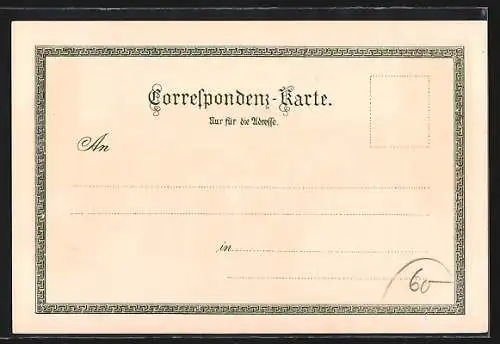 Correspondenz-Karte.
Nur für die Adresse.
An
in
60